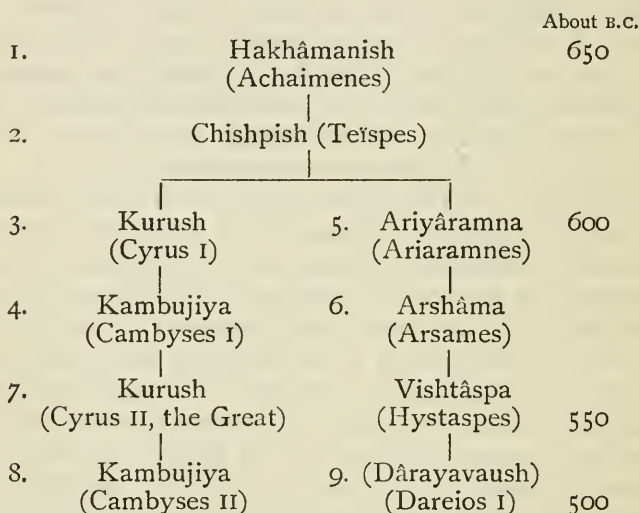 About B.C.
1. Hakhâmanish 650
(Achaimenes)
2. Chishpish (Teïspes)
3. Kurush 5. Ariyâramna 600
(Cyrus I) (Ariaramnes)
4. Kambujiya 6. Arshâma
(Cambyses I) (Arsames)
7. Kurush Vishtâspa
(Cyrus II, the Great) (Hystaspes) 550
8. Kambujiya 9. (Dârayavaush)
(Cambyses II) (Dareios I) 500